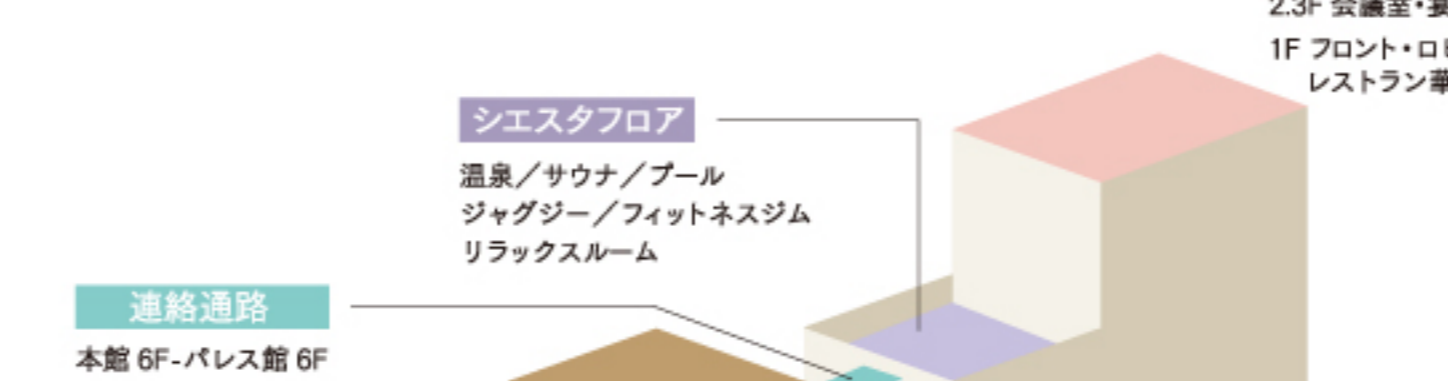 2.3F 会議室・
1F フロント・ロビ
レストラン華
シエスタフロア
温泉／サウナ／プール
ジャグジー／フィットネスジム
リラックスルーム
連絡通路
本館 6F-パレス館 6F